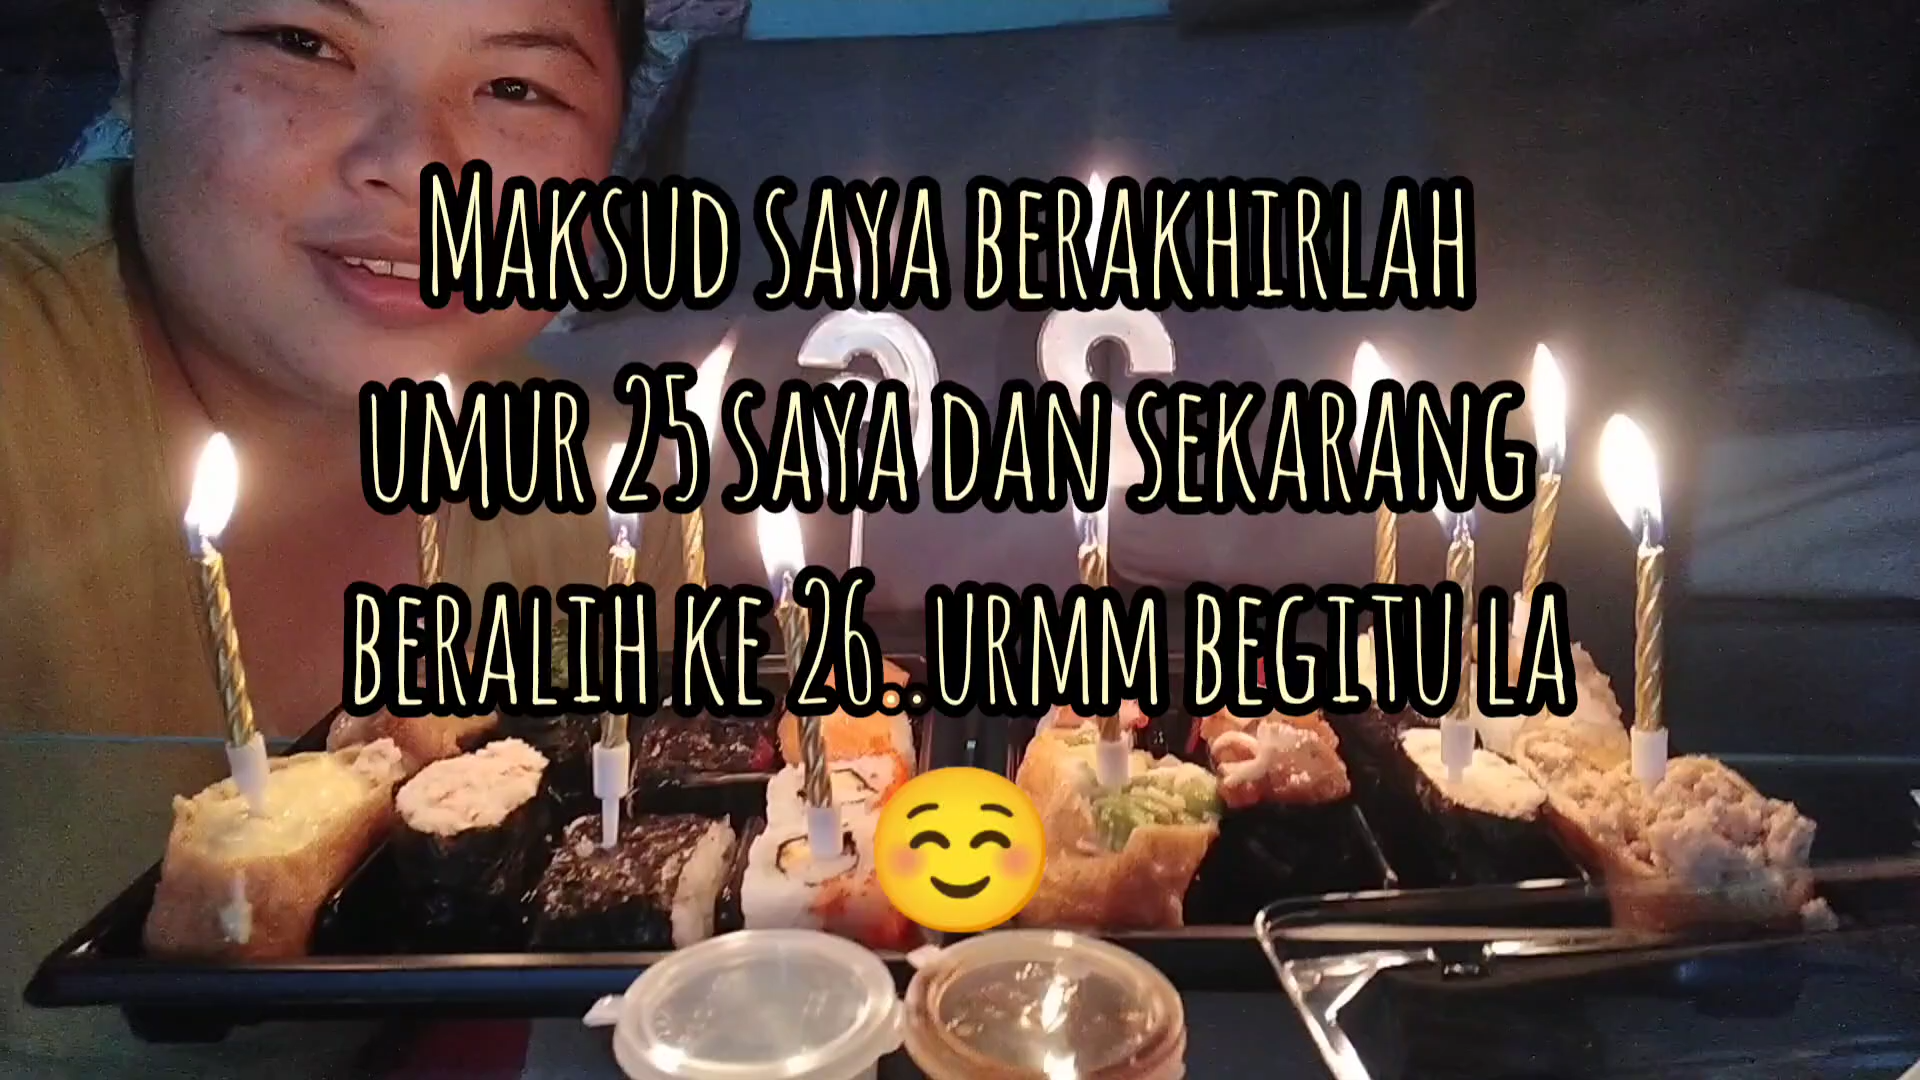 Maksud saya berakhirlah
umur 25 saya dan sekarang
beralih ke 26..urmm begitu la